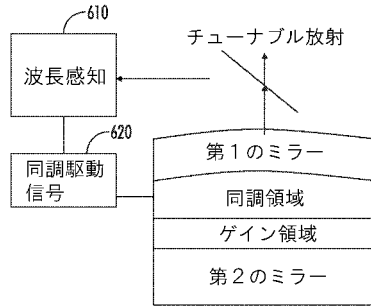 610
チューナブル放射
波長感知
620
同調駆動
信号
第1のミラー
同調領域
ゲイン領域
第2のミラー